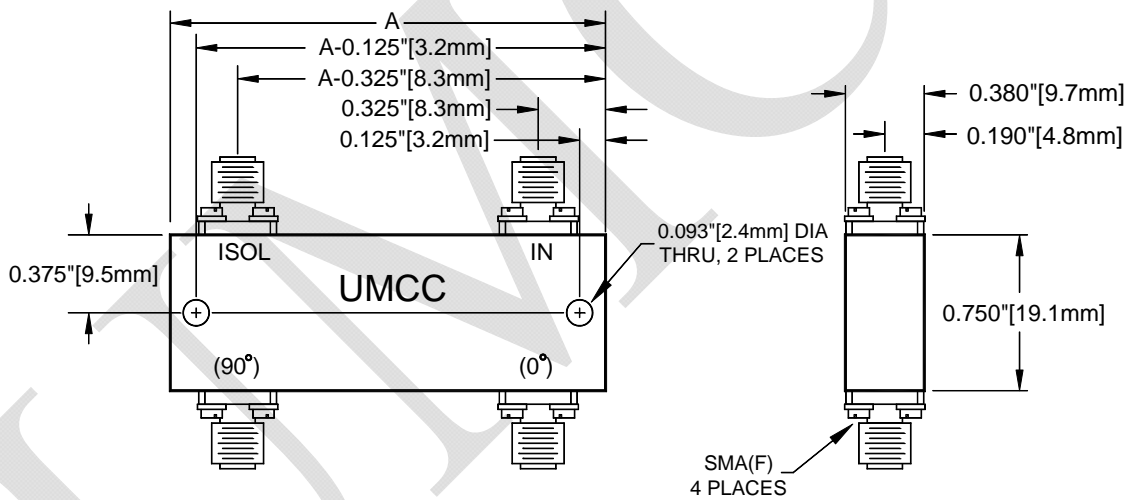 A
A-0.125"[3.2mm]
A-0.325"[8.3mm]
0.325"[8.3mm]
0.125"[3.2mm]
0.380"[9.7mm]
0.190"[4.8mm]
0.375"[9.5mm]
ISOL
IN
UMCC
(90°)
(0°)
0.093"[2.4mm] DIA
THRU, 2 PLACES
0.750"[19.1mm]
SMA(F)
4 PLACES